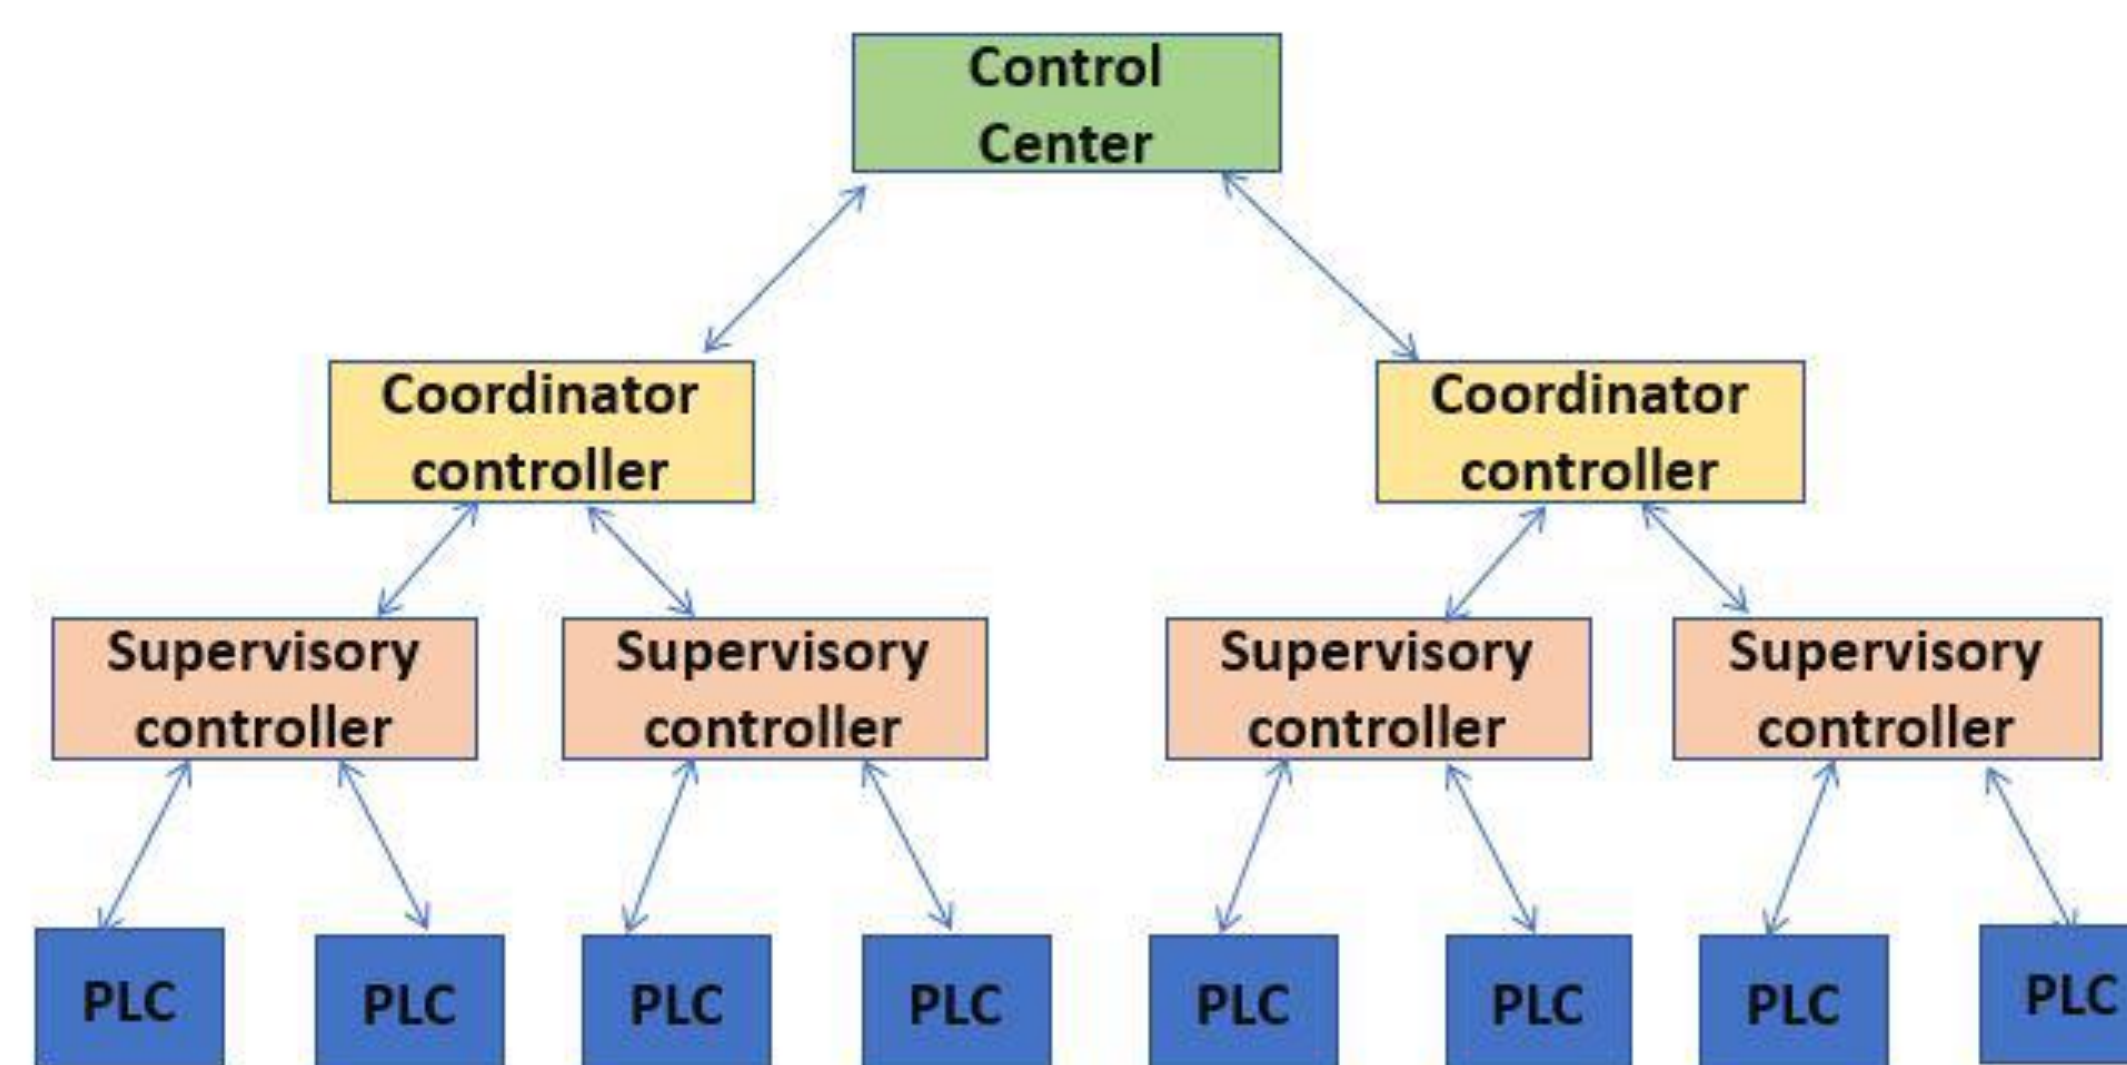 Control
Center
Coordinator
controller
Coordinator
controller
Supervisory
controller
Supervisory
controller
Supervisory
controller
Supervisory
controller
PLC
PLC
PLC
PLC
PLC
PLC
PLC
PLC